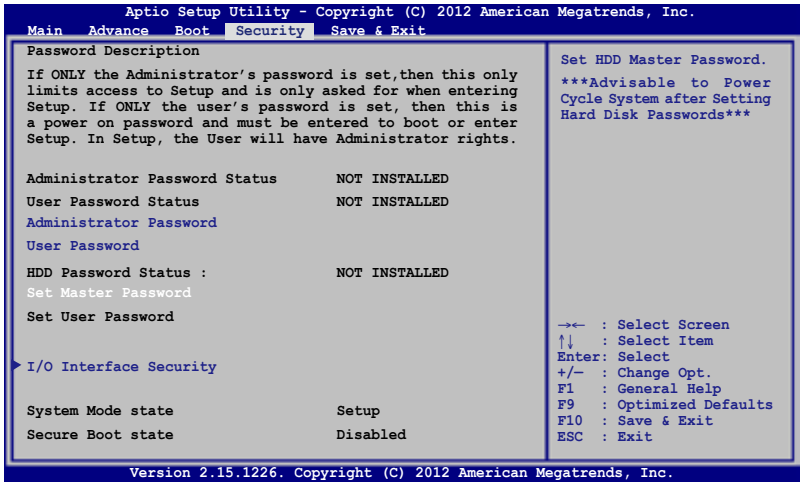 Aptio Setup Utility - Copyright (C) 2012 American Megatrends, Inc.
Main Advance Boot Security Save & Exit
Password Description
If ONLY the Administrator's password is set,then this only
limits access to Setup and is only asked for when entering
Setup. If ONLY the user's password is set, then this is
a power on password and must be entered to boot or enter
Setup. In Setup, the User will have Administrator rights.
Administrator Password Status NOT INSTALLED
User Password Status NOT INSTALLED
Administrator Password
User Password
HDD Password Status : NOT INSTALLED
Set Master Password
Set User Password
I/O Interface Security
System Mode state Setup
Secure Boot state Disabled
Set HDD Master Password.
***Advisable to Power
Cycle System after Setting
Hard Disk Passwords***
→← : Select Screen
↑↓ : Select Item
Enter: Select
+/— : Change Opt.
F1 : General Help
F9 : Optimized Defaults
F10 : Save & Exit
ESC : Exit
Version 2.15.1226. Copyright (C) 2012 American Megatrends, Inc.